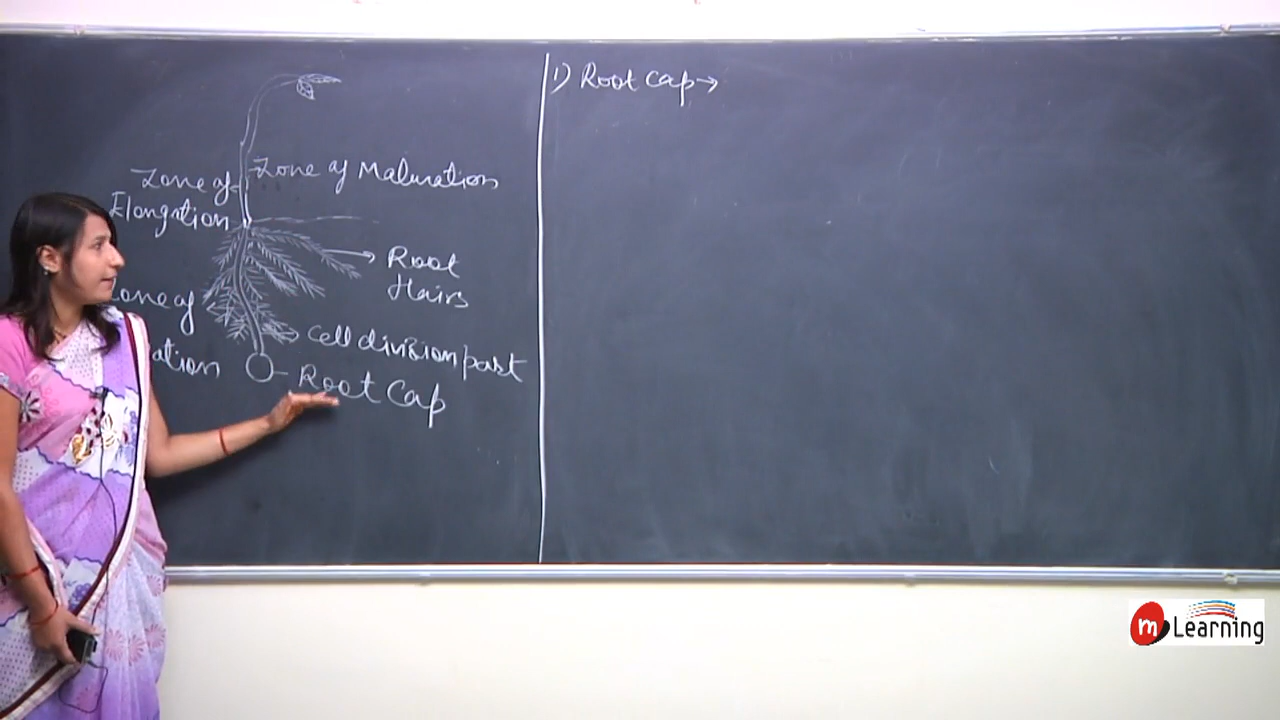 Zone of
Elongation
Zone of Maturation
Root
Hairs
Zone of
ation
Cell division part
Root Cap
1) Root Cap →
m Learning